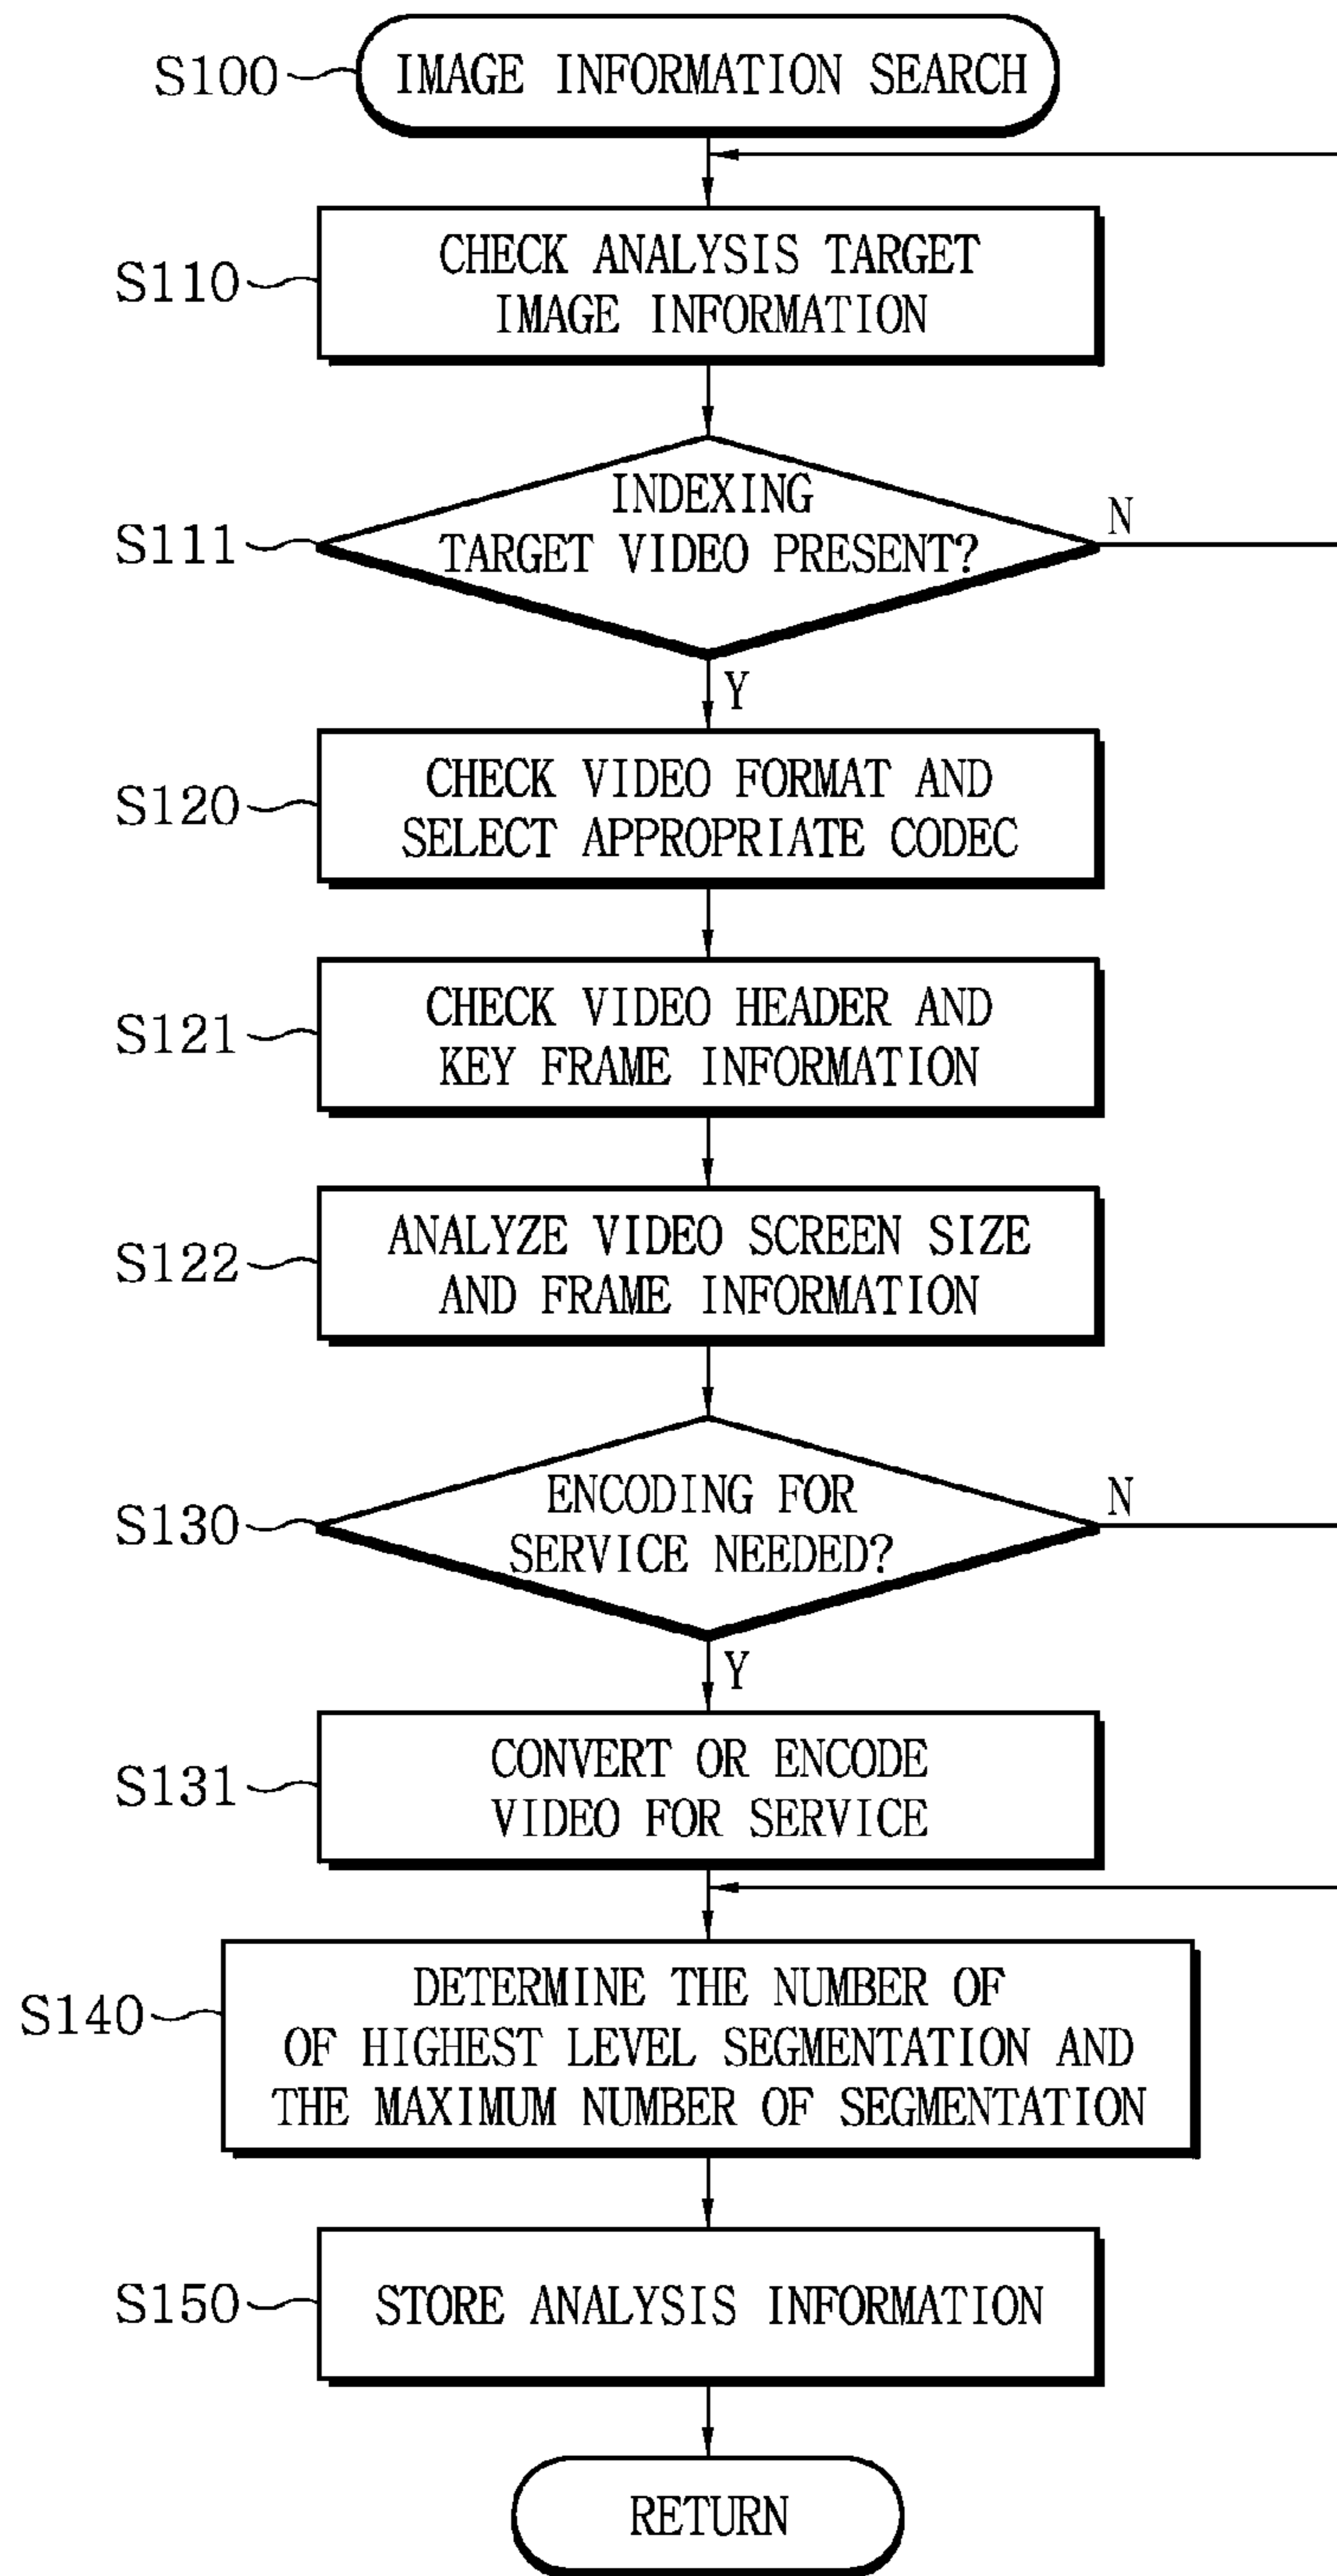 S100 IMAGE INFORMATION SEARCH
S110 CHECK ANALYSIS TARGET
IMAGE INFORMATION
INDEXING
S111 TARGET VIDEO PRESENT? N
Y
S120 CHECK VIDEO FORMAT AND
SELECT APPROPRIATE CODEC
S121 CHECK VIDEO HEADER AND
KEY FRAME INFORMATION
S122 ANALYZE VIDEO SCREEN SIZE
AND FRAME INFORMATION
S130 ENCODING FOR N
SERVICE NEEDED?
Y
S131 CONVERT OR ENCODE
VIDEO FOR SERVICE
S140 DETERMINE THE NUMBER OF
OF HIGHEST LEVEL SEGMENTATION AND
THE MAXIMUM NUMBER OF SEGMENTATION
S150 STORE ANALYSIS INFORMATION
RETURN